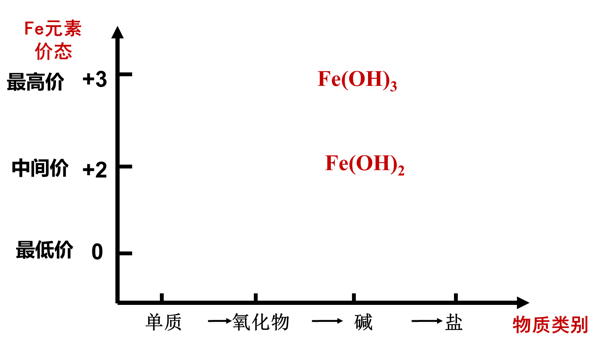 Fe元素
价态
最高价 +3 Fe(OH)₃
中间价 +2 Fe(OH)₂
最低价 0
单质 → 氧化物 → 碱 → 盐
物质类别